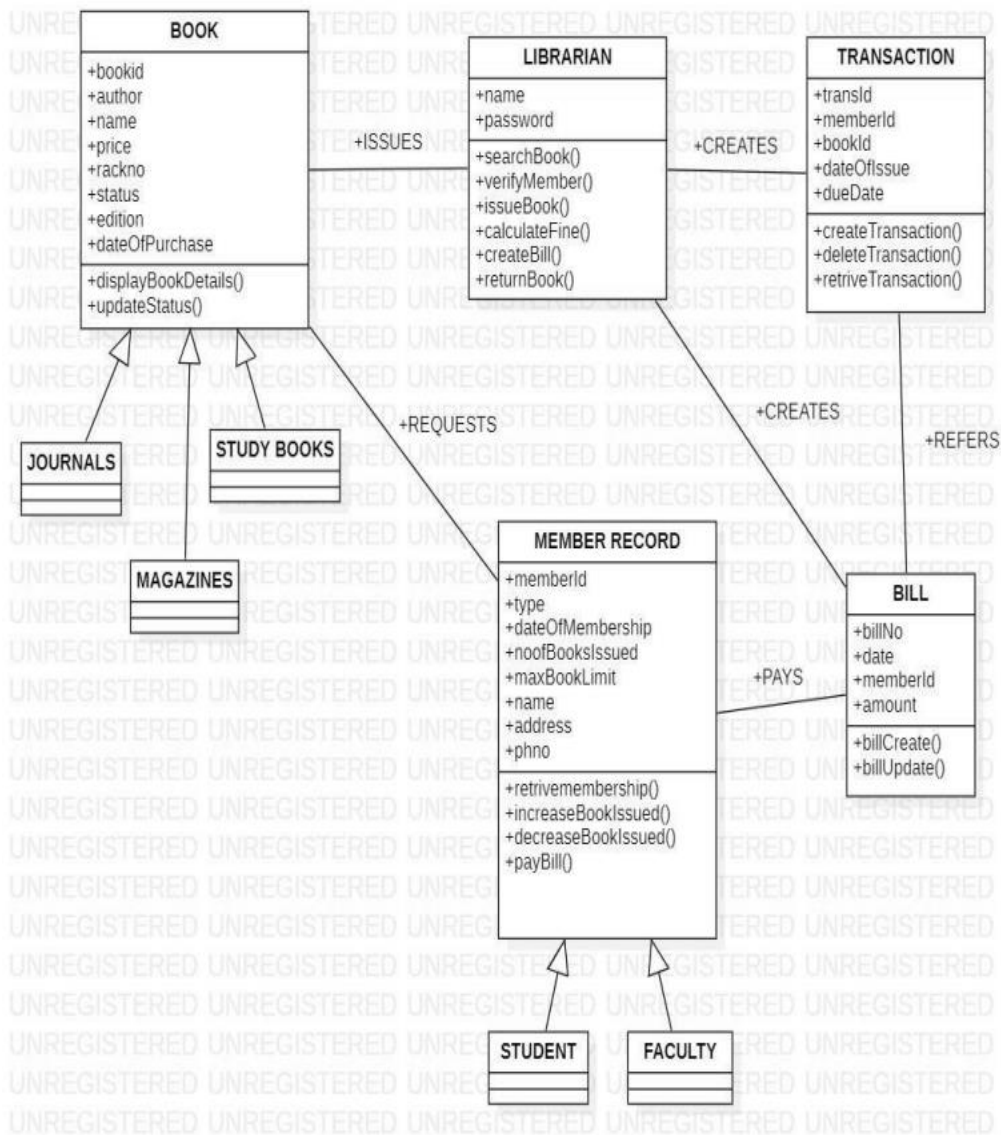 BOOK
+bookid
+author
+name
+price
+rackno
+status
+edition
+dateOfPurchase
+displayBookDetails()
+updateStatus()
+ISSUES
LIBRARIAN
+name
+password
+searchBook()
+verifyMember()
+issueBook()
+calculateFine()
+createBill()
+returnBook()
+CREATES
TRANSACTION
+transId
+memberId
+bookId
+dateOfIssue
+dueDate
+createTransaction()
+deleteTransaction()
+retriveTransaction()
+REQUESTS
+CREATES
+REFERS
JOURNALS
STUDY BOOKS
MAGAZINES
MEMBER RECORD
+memberId
+type
+dateOfMembership
+noofBooksIssued
+maxBookLimit
+name
+address
+phno
+retrivemembership()
+increaseBookIssued()
+decreaseBookIssued()
+payBill()
+PAYS
BILL
+billNo
+date
+memberId
+amount
+billCreate()
+billUpdate()
STUDENT
FACULTY
UNREGISTERED